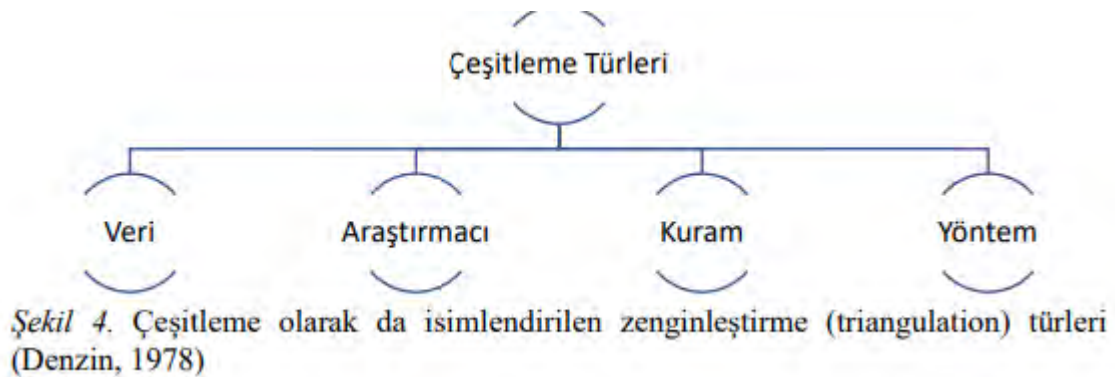 Çeşitleme Türleri
Veri Araştırmacı Kuram Yöntem
Şekil 4. Çeşitleme olarak da isimlendirilen zenginleştirme (triangulation) türleri
(Denzin, 1978)